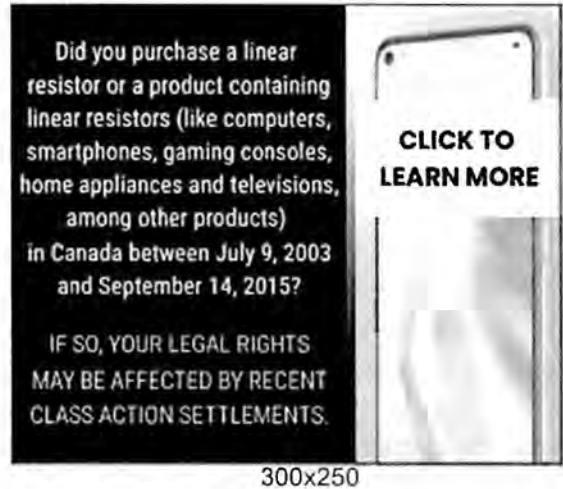 Did you purchase a linear
resistor or a product containing
linear resistors (like computers,
smartphones, gaming consoles,
home appliances and televisions,
among other products)
in Canada between July 9, 2003
and September 14, 2015?
IF SO, YOUR LEGAL RIGHTS
MAY BE AFFECTED BY RECENT
CLASS ACTION SETTLEMENTS.
CLICK TO
LEARN MORE
300x250